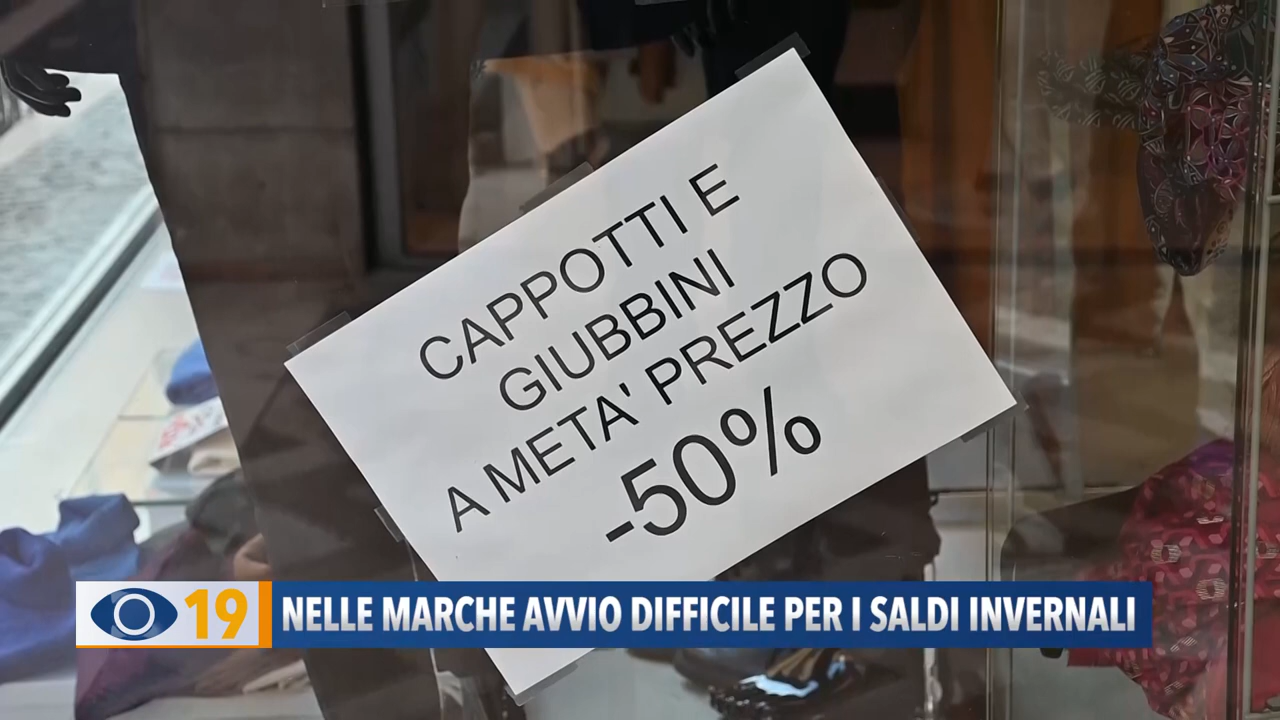 CAPPOTTI E
GIUBBINI
A META' PREZZO
-50%
19
NELLE MARCHE AVVIO DIFFICILE PER I SALDI INVERNALI